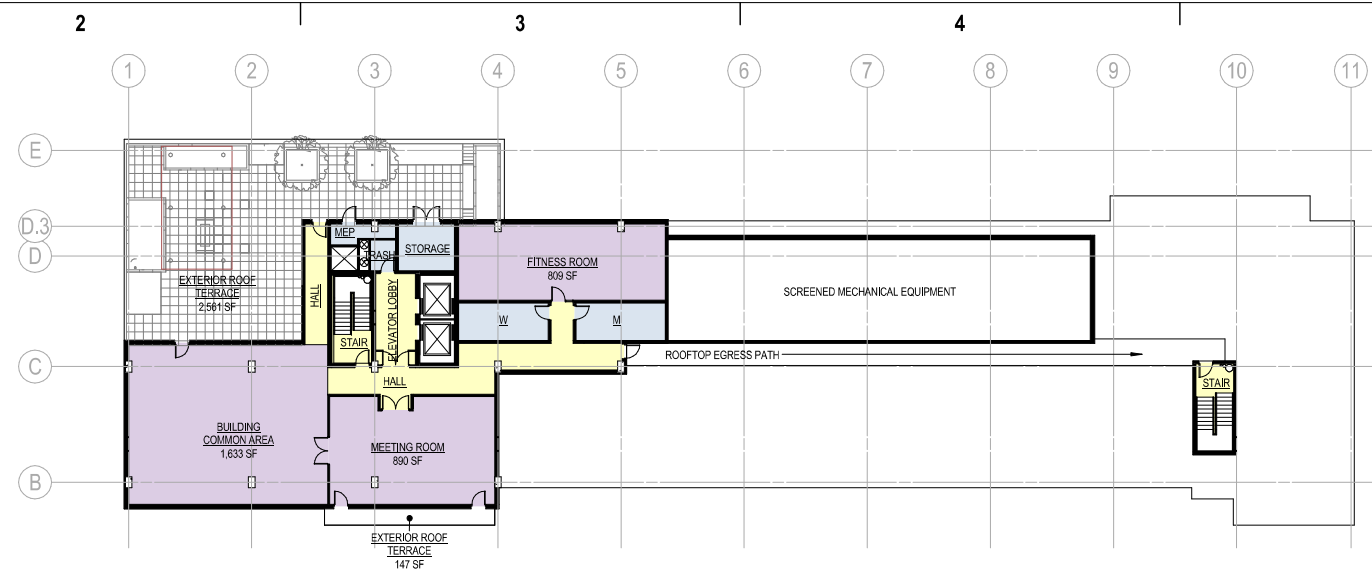 2 3 4
1 2 3 4 5 6 7 8 9 10 11
E
D.3
MEP
TRASH
STORAGE
D
FITNESS ROOM
809 SF
EXTERIOR ROOF
TERRACE
2,561 SF
HALL
ELEVATOR LOBBY
SCREENED MECHANICAL EQUIPMENT
W
M
STAIR
ROOFTOP EGRESS PATH
C
HALL
STAIR
BUILDING
COMMON AREA
1,633 SF
MEETING ROOM
890 SF
B
EXTERIOR ROOF
TERRACE
147 SF